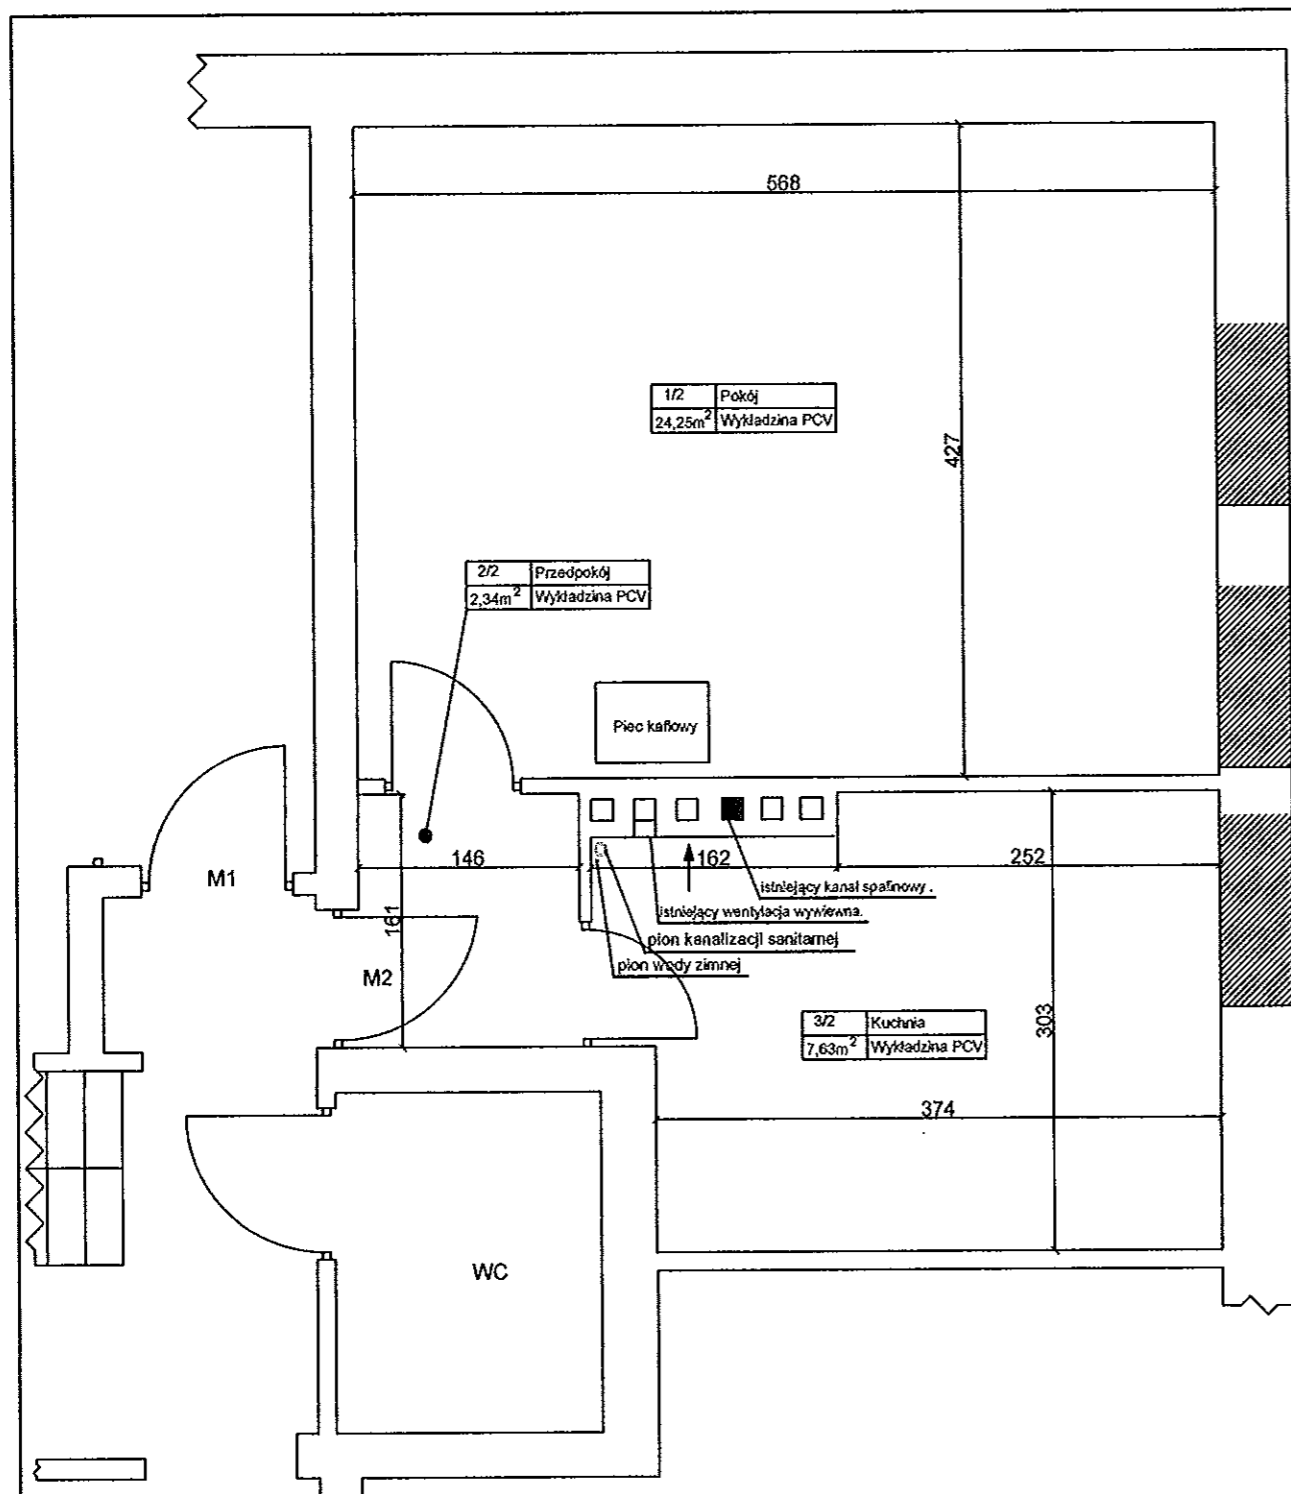 568
1/2 Pokój
24,25m² Wykładzina PCV
427
2/2 Przedpokój
2,34m² Wykładzina PCV
Piec kaflowy
146
162
252
M1
istniejący kanał spalinowy .
161
istniejący wentylacja wywiewna.
pion kanalizacji sanitarnej
M2
pion wody zimnej
3/2 Kuchnia
7,63m² Wykładzina PCV
303
374
WC